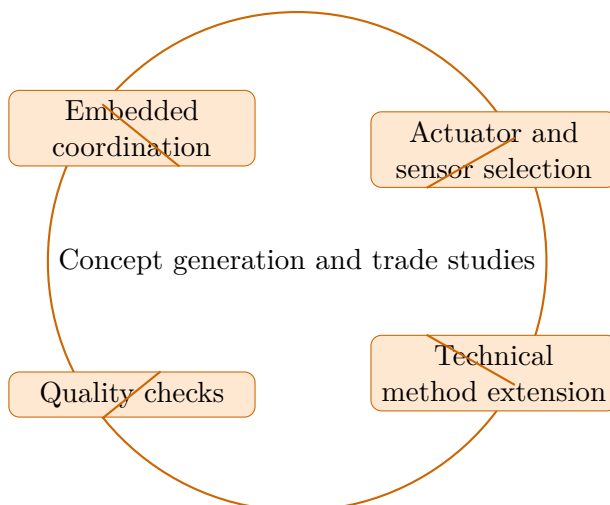 Embedded
coordination
Actuator and
sensor selection
Concept generation and trade studies
Quality checks
Technical
method extension